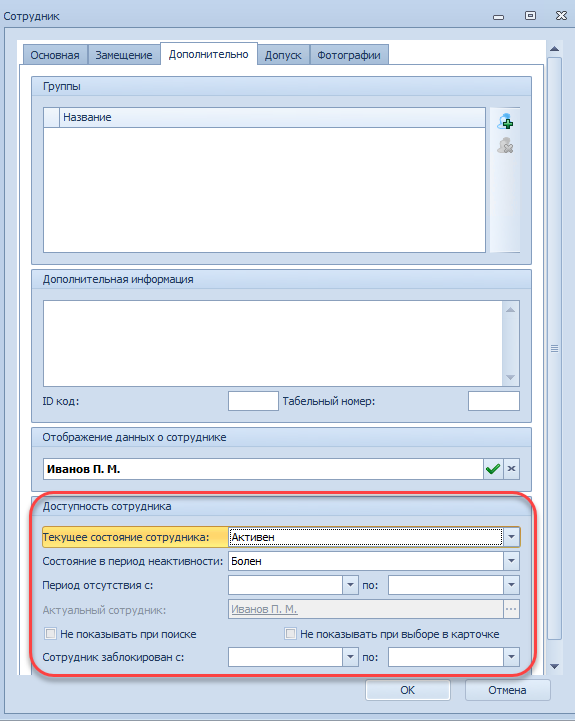 Сотрудник
Основная Замещение Дополнительно Допуск Фотографии
Группы
Название
Дополнительная информация
ID код: Табельный номер:
Отображение данных о сотруднике
Иванов П. М.
Доступность сотрудника
Текущее состояние сотрудника: Активен
Состояние в период неактивности: Болен
Период отсутствия с: по:
Актуальный сотрудник: Иванов П. М.
Не показывать при поиске Не показывать при выборе в карточке
Сотрудник заблокирован с: по:
ОК Отмена